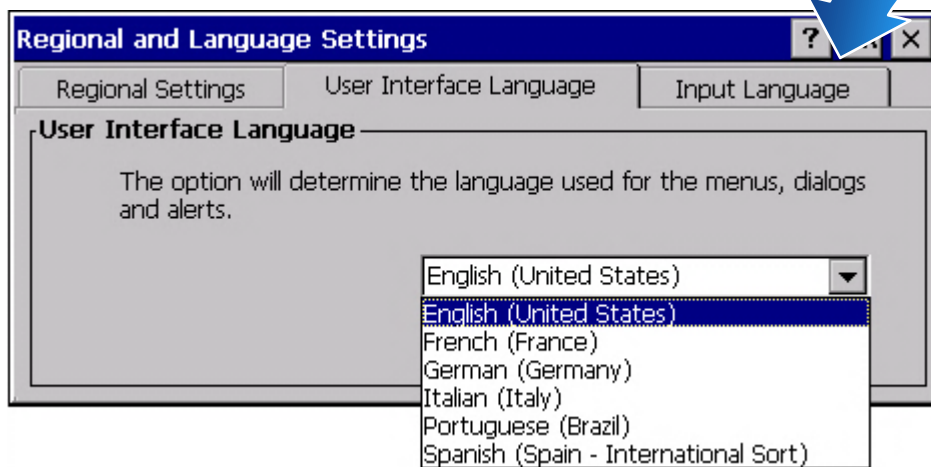 Regional and Language Settings
?
×
Regional Settings
User Interface Language
Input Language
User Interface Language
The option will determine the language used for the menus, dialogs
and alerts.
English (United States)
English (United States)
French (France)
German (Germany)
Italian (Italy)
Portuguese (Brazil)
Spanish (Spain - International Sort)